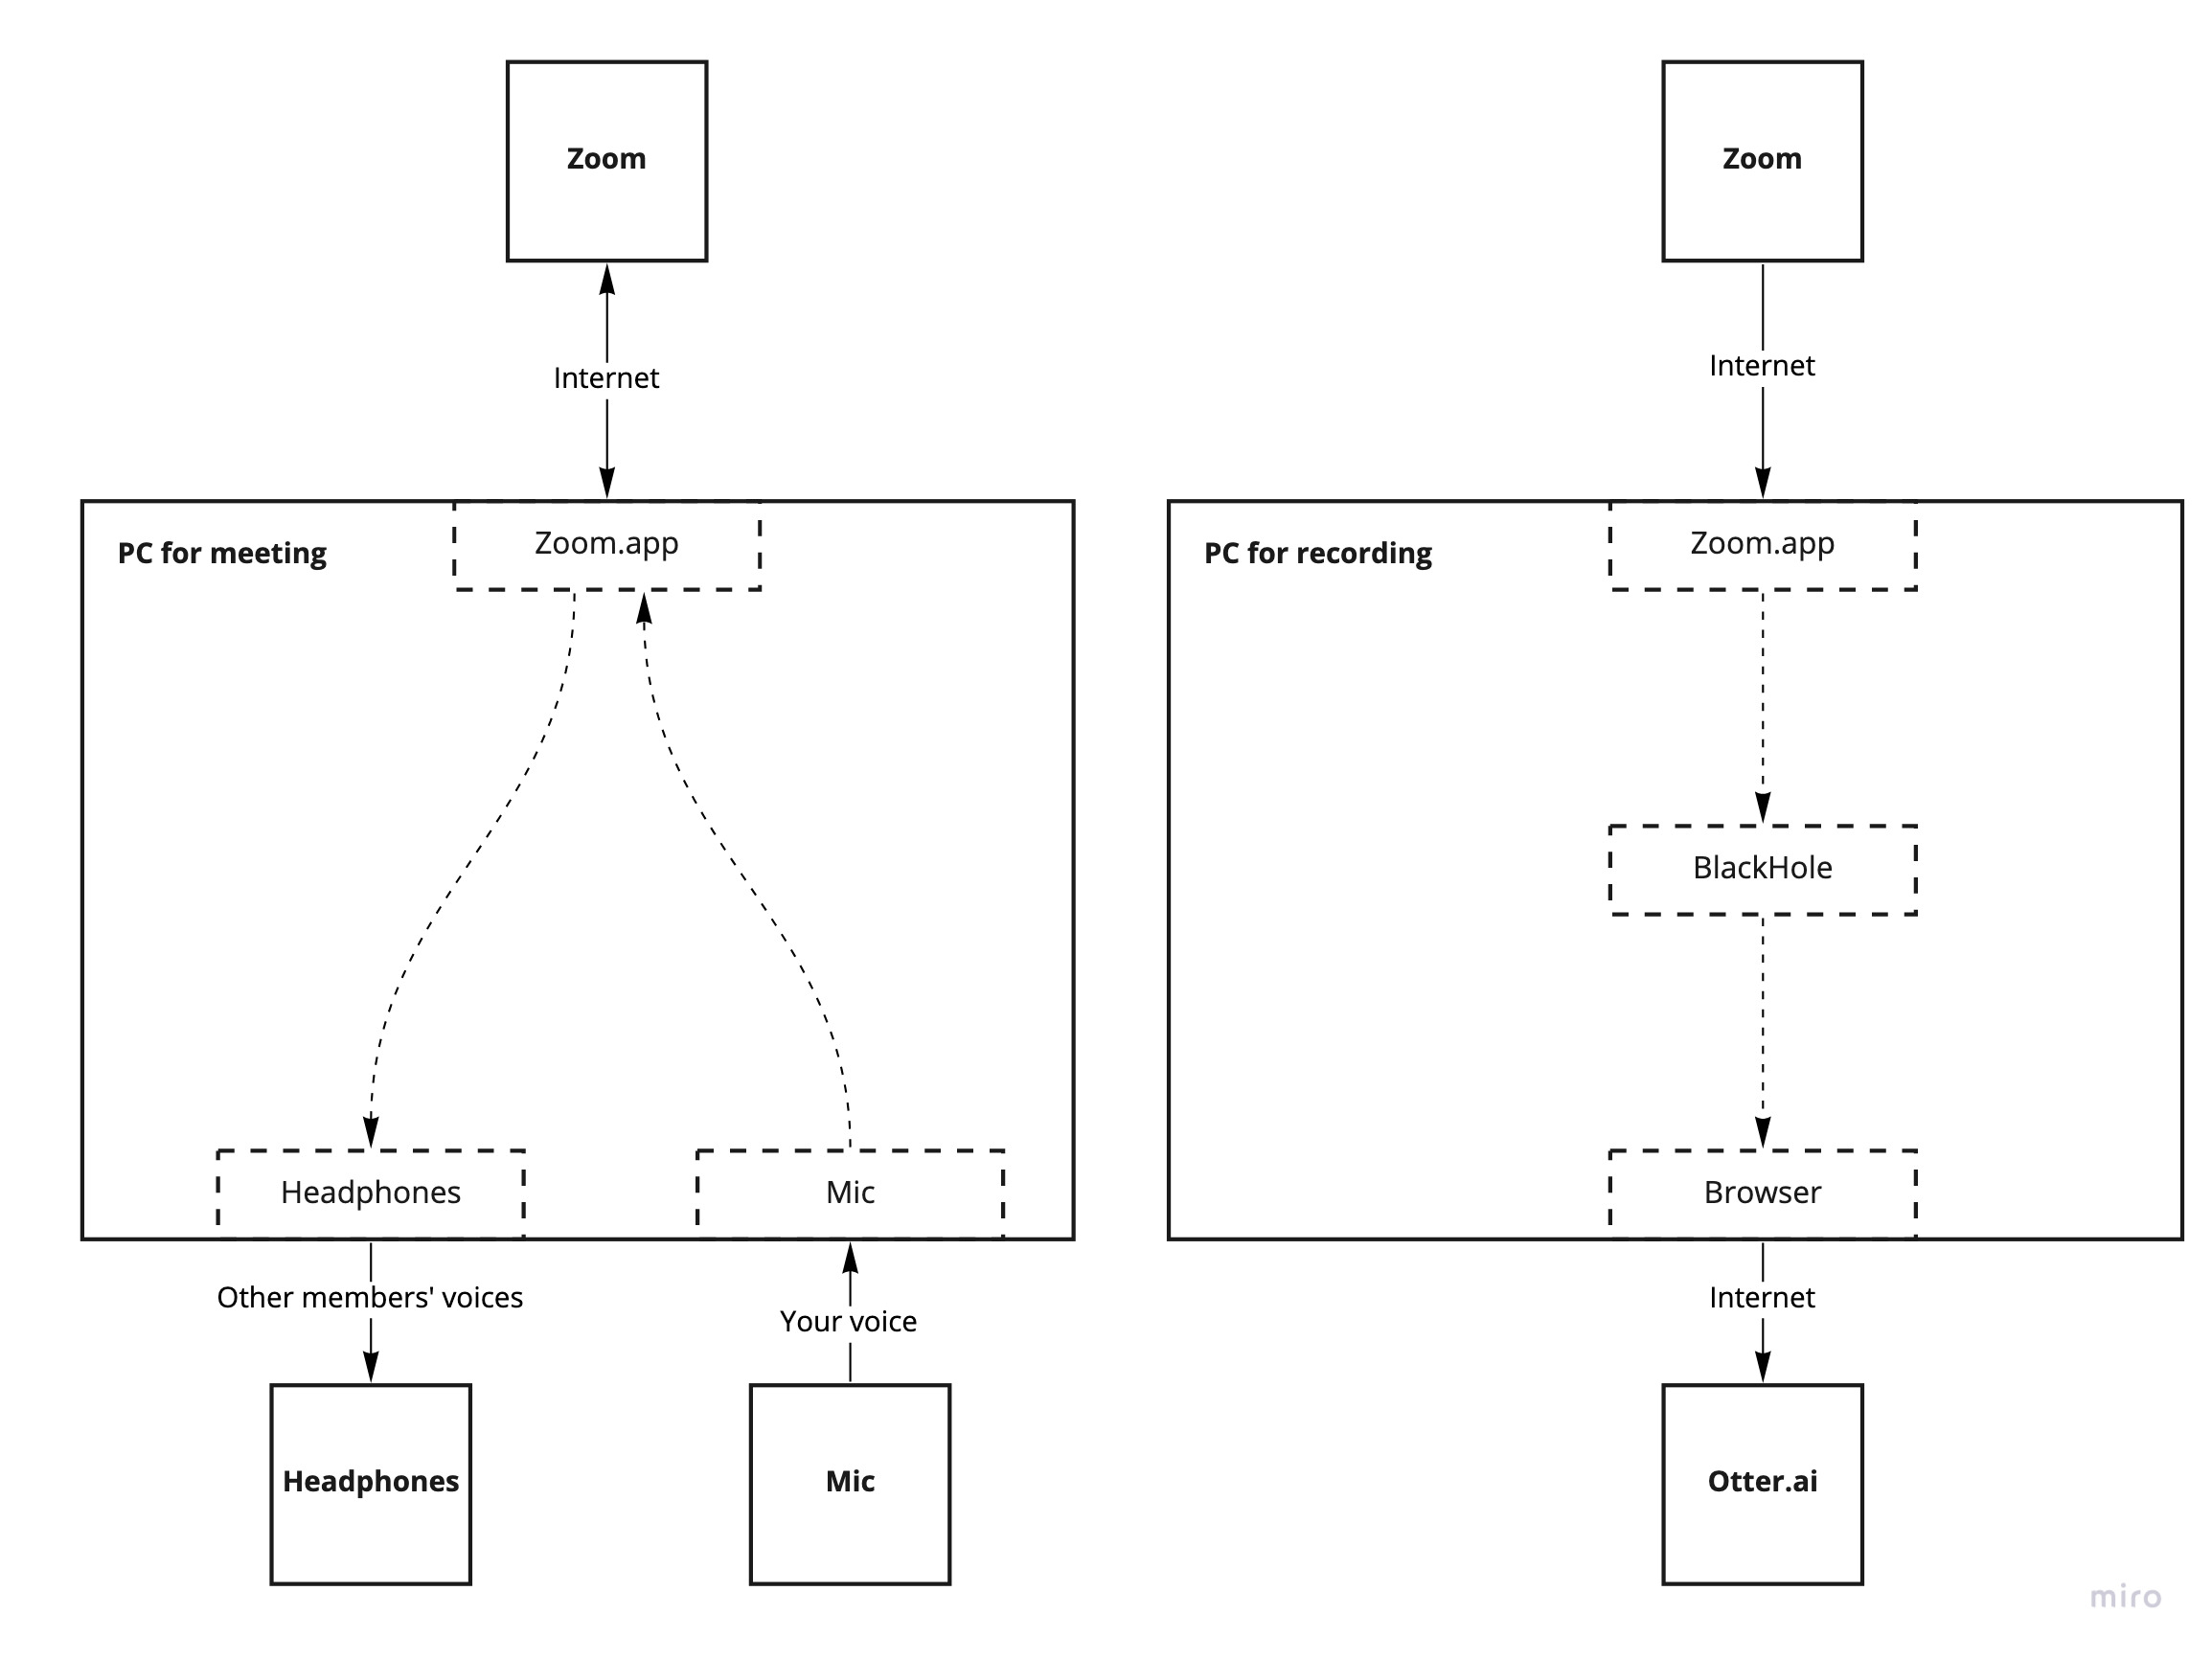 Zoom
Zoom
Internet
Internet
PC for meeting
Zoom.app
PC for recording
Zoom.app
BlackHole
Headphones
Mic
Browser
Other members' voices
Your voice
Internet
Headphones
Mic
Otter.ai
miro